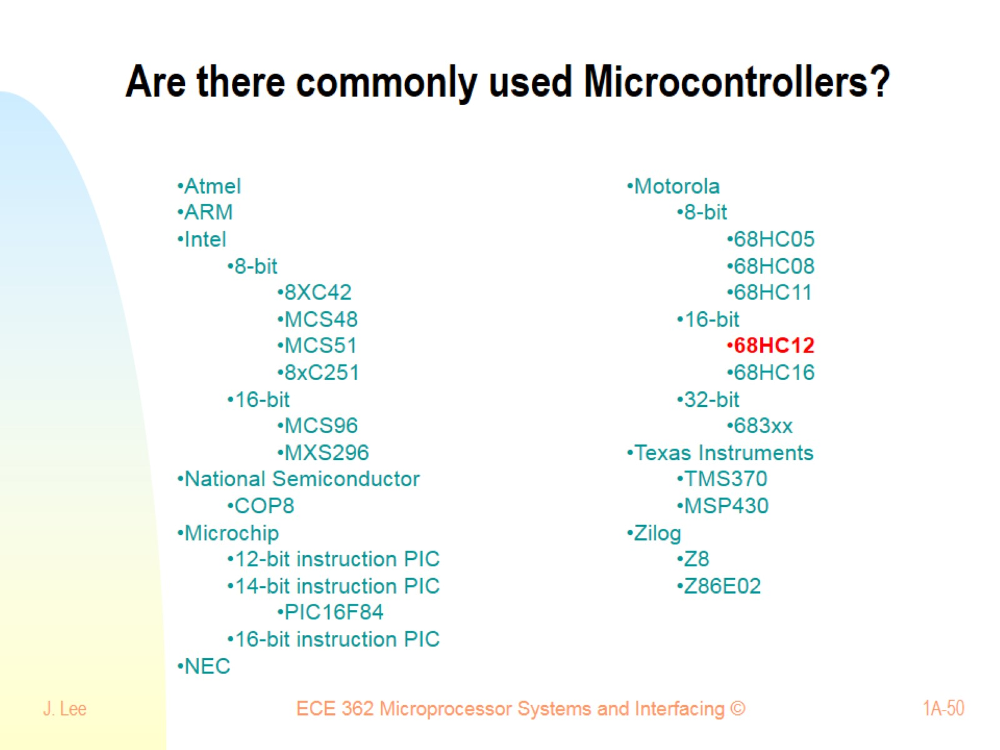 Are there commonly used Microcontrollers?
•Atmel
•ARM
•Intel
•8-bit
•8XC42
•MCS48
•MCS51
•8xC251
•16-bit
•MCS96
•MXS296
•National Semiconductor
•COP8
•Microchip
•12-bit instruction PIC
•14-bit instruction PIC
•PIC16F84
•16-bit instruction PIC
•NEC
•Motorola
•8-bit
•68HC05
•68HC08
•68HC11
•16-bit
•68HC12
•68HC16
•32-bit
•683xx
•Texas Instruments
•TMS370
•MSP430
•Zilog
•Z8
•Z86E02
J. Lee
ECE 362 Microprocessor Systems and Interfacing ©
1A-50